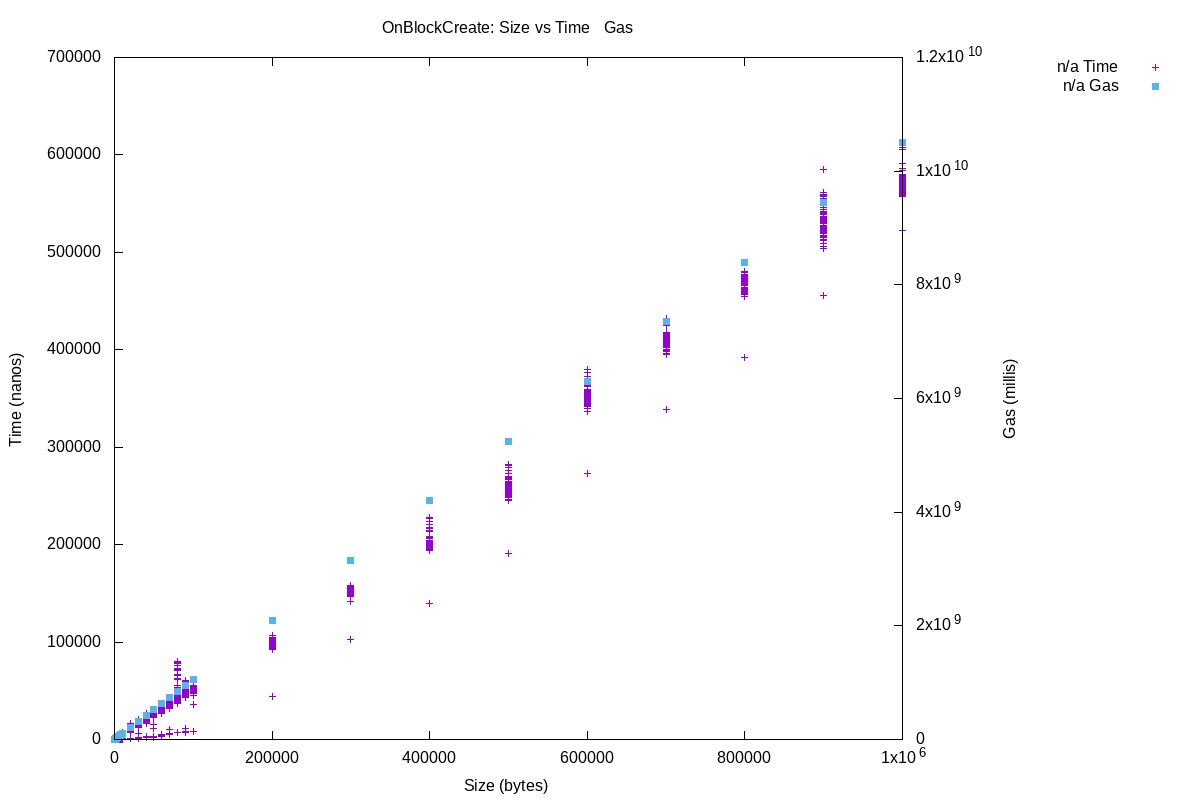 OnBlockCreate: Size vs Time Gas
n/a Time
n/a Gas
700000
600000
500000
400000
300000
200000
100000
0
Time (nanos)
1.2x10^10
1x10^10
8x10^9
6x10^9
4x10^9
2x10^9
0
Gas (millis)
0 200000 400000 600000 800000 1x10^6
Size (bytes)